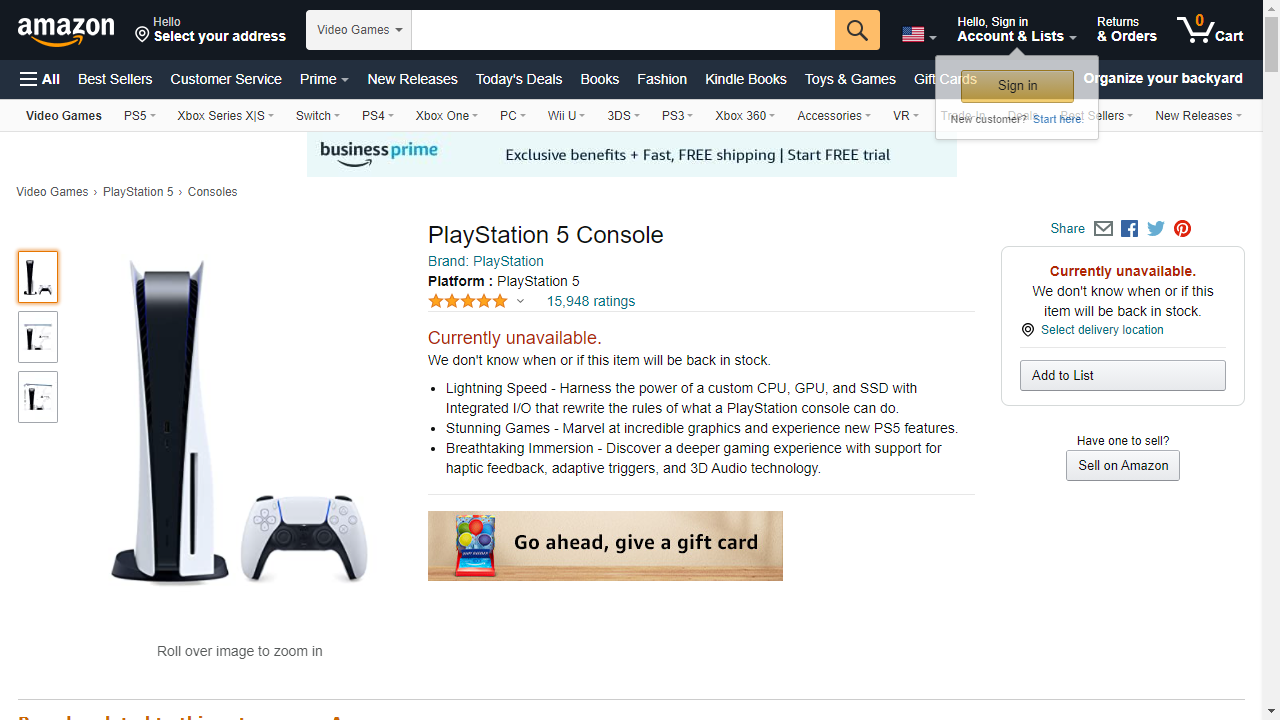 amazon
Hello
Select your address
Video Games
Hello, Sign in
Account & Lists
Returns
& Orders
0
Cart
All
Best Sellers
Customer Service
Prime
New Releases
Today's Deals
Books
Fashion
Kindle Books
Toys & Games
Gift Cards
Organize your backyard
Sign in
New customer? Start here.
Video Games
PS5
Xbox Series X|S
Switch
PS4
Xbox One
PC
Wii U
3DS
PS3
Xbox 360
Accessories
VR
Trade-In
Deals
Best Sellers
New Releases
business prime
Exclusive benefits + Fast, FREE shipping | Start FREE trial
Video Games › PlayStation 5 › Consoles
PlayStation 5 Console
Brand: PlayStation
Platform : PlayStation 5
15,948 ratings
Currently unavailable.
We don't know when or if this item will be back in stock.
• Lightning Speed - Harness the power of a custom CPU, GPU, and SSD with
Integrated I/O that rewrite the rules of what a PlayStation console can do.
• Stunning Games - Marvel at incredible graphics and experience new PS5 features.
• Breathtaking Immersion - Discover a deeper gaming experience with support for
haptic feedback, adaptive triggers, and 3D Audio technology.
Go ahead, give a gift card
Roll over image to zoom in
Share
Currently unavailable.
We don't know when or if this
item will be back in stock.
Select delivery location
Add to List
Have one to sell?
Sell on Amazon